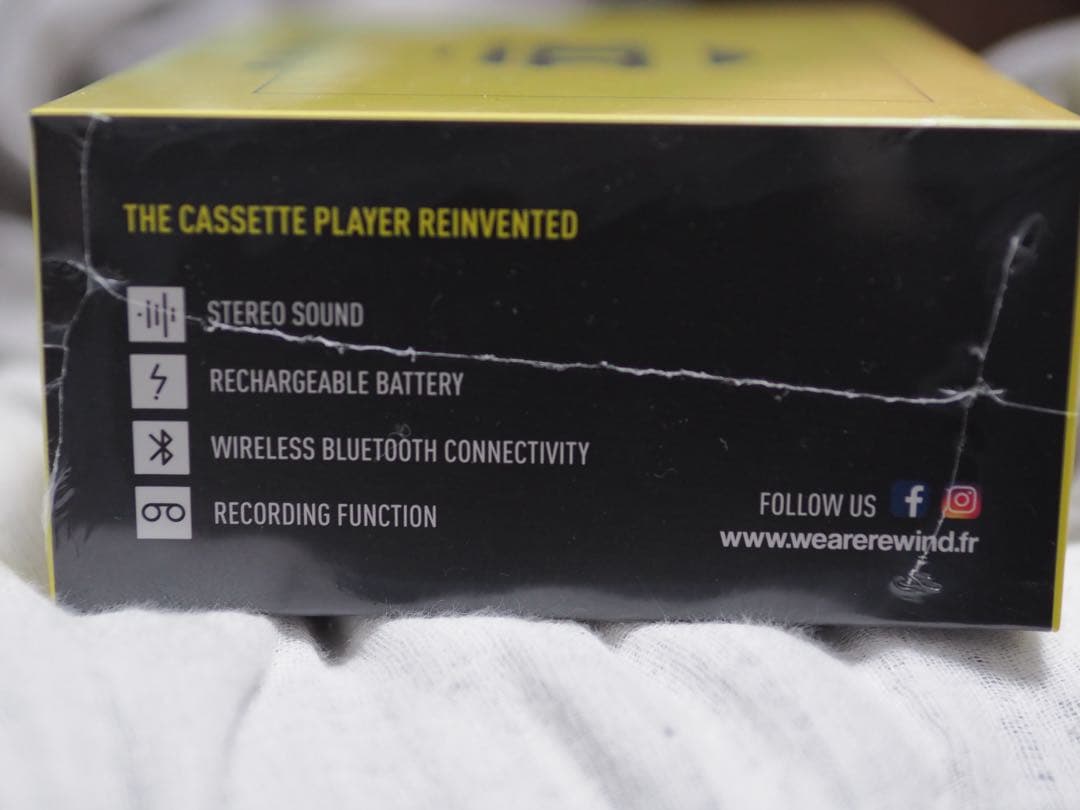 THE CASSETTE PLAYER REINVENTED
STEREO SOUND
RECHARGEABLE BATTERY
WIRELESS BLUETOOTH CONNECTIVITY
RECORDING FUNCTION
FOLLOW US
www.wearerewind.fr